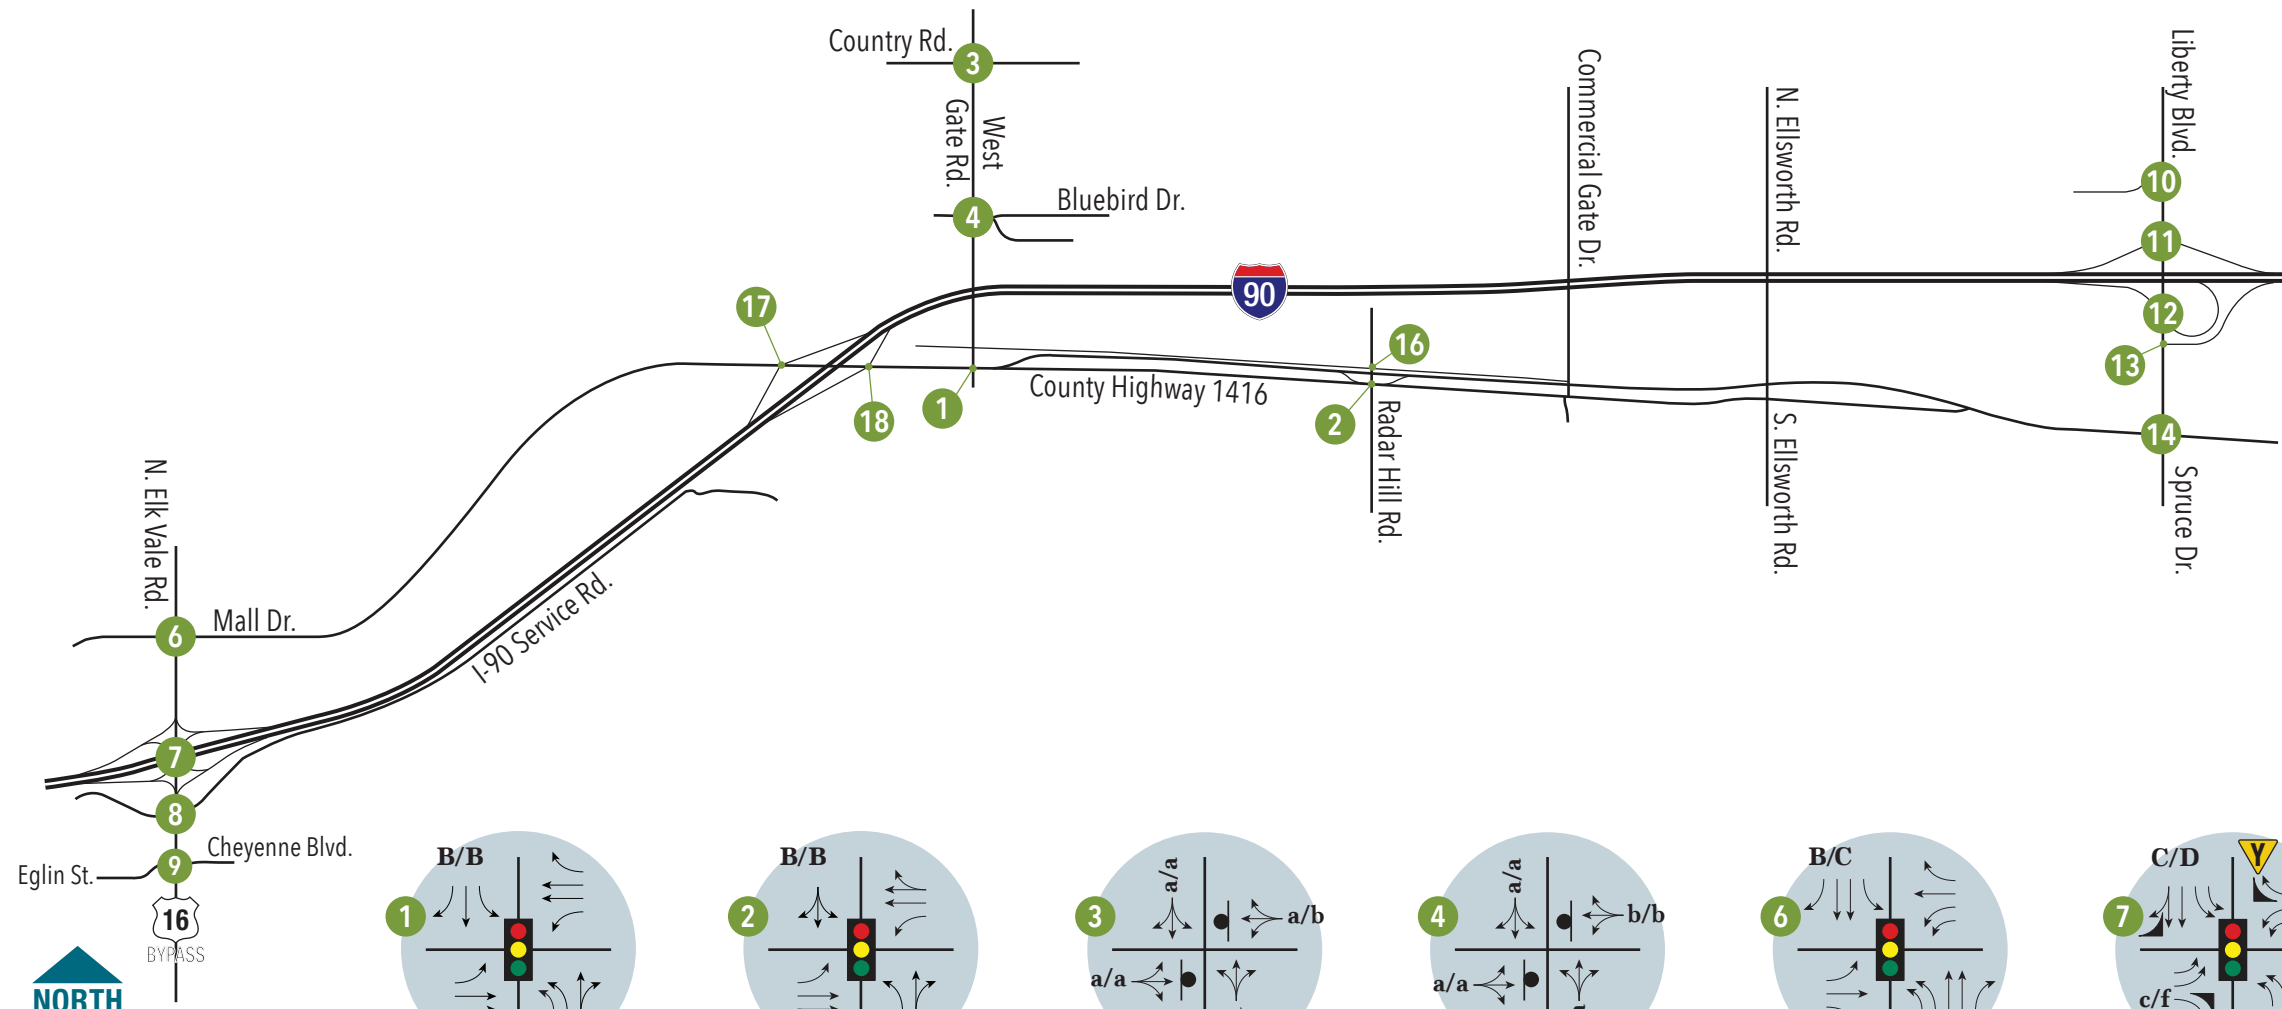 Country Rd.
3
West
Gate Rd.
4
Bluebird Dr.
Commercial Gate Dr.
N. Ellsworth Rd.
Liberty Blvd.
10
11
90
12
13
17
16
18
1
County Highway 1416
2
Radar Hill Rd.
S. Ellsworth Rd.
14
Spruce Dr.
N. Elk Vale Rd.
6
Mall Dr.
I-90 Service Rd.
7
8
9
Cheyenne Blvd.
Eglin St.
16
BYPASS
NORTH
1
B/B
2
B/B
3
a/a
a/b
a/a
4
a/a
b/b
a/a
6
B/C
7
C/D
Y
c/f